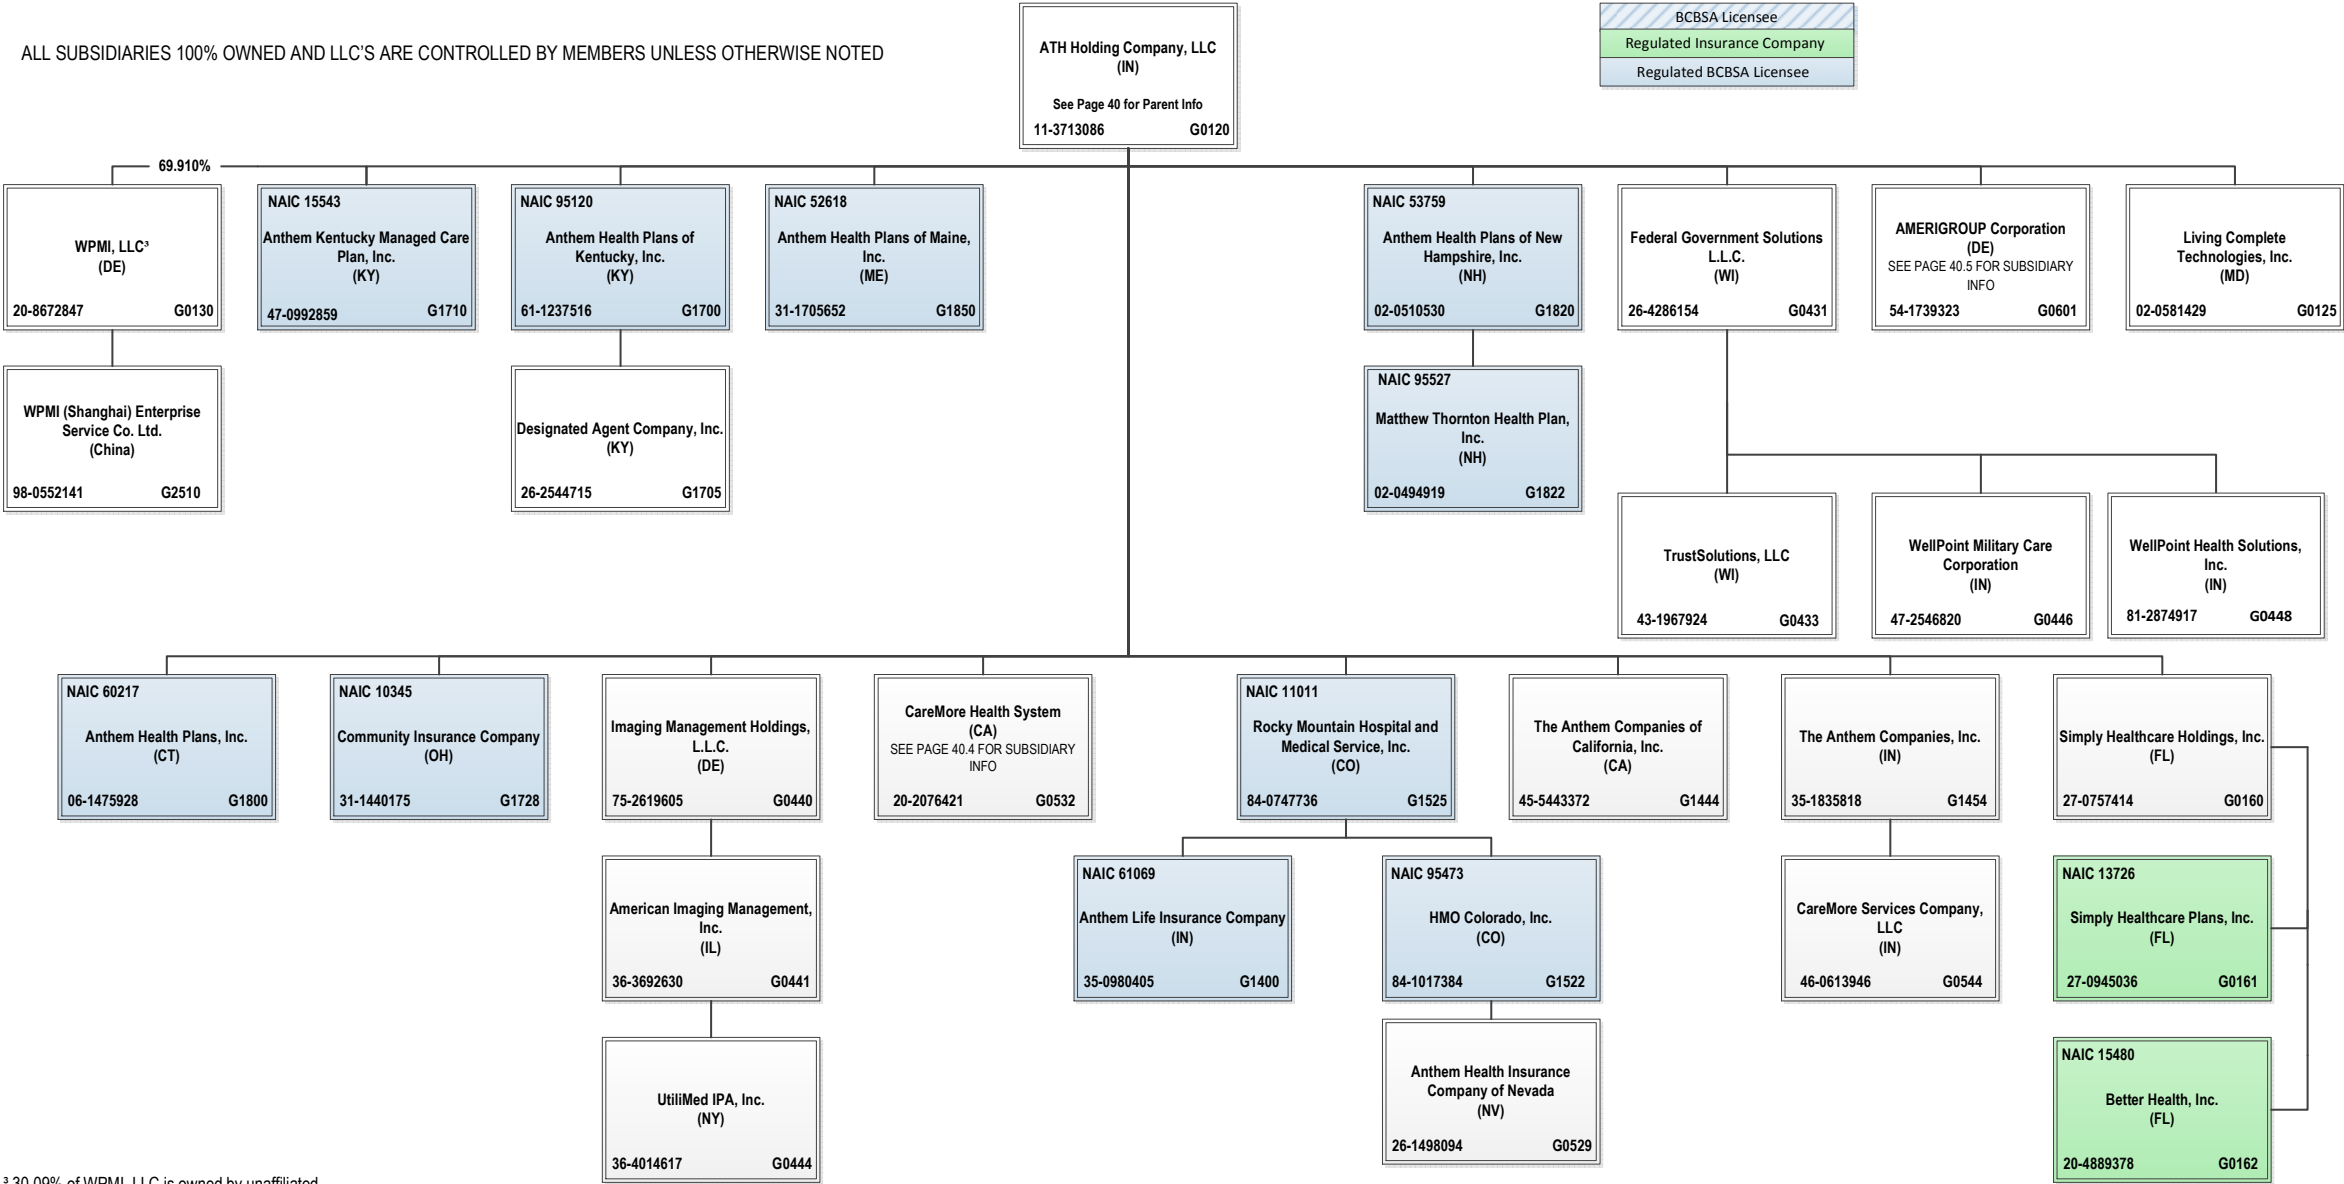 ALL SUBSIDIARIES 100% OWNED AND LLC'S ARE CONTROLLED BY MEMBERS UNLESS OTHERWISE NOTED
ATH Holding Company, LLC
(IN)
See Page 40 for Parent Info
11-3713086 G0120
BCBSA Licensee
Regulated Insurance Company
Regulated BCBSA Licensee
69.910%
WPMI, LLC³
(DE)
20-8672847 G0130
NAIC 15543
Anthem Kentucky Managed Care
Plan, Inc.
(KY)
47-0992859 G1710
NAIC 95120
Anthem Health Plans of
Kentucky, Inc.
(KY)
61-1237516 G1700
NAIC 52618
Anthem Health Plans of Maine,
Inc.
(ME)
31-1705652 G1850
NAIC 53759
Anthem Health Plans of New
Hampshire, Inc.
(NH)
02-0510530 G1820
Federal Government Solutions
L.L.C.
(WI)
26-4286154 G0431
AMERIGROUP Corporation
(DE)
SEE PAGE 40.5 FOR SUBSIDIARY
INFO
54-1739323 G0601
Living Complete
Technologies, Inc.
(MD)
02-0581429 G0125
WPMI (Shanghai) Enterprise
Service Co. Ltd.
(China)
98-0552141 G2510
Designated Agent Company, Inc.
(KY)
26-2544715 G1705
NAIC 95527
Matthew Thornton Health Plan,
Inc.
(NH)
02-0494919 G1822
TrustSolutions, LLC
(WI)
43-1967924 G0433
WellPoint Military Care
Corporation
(IN)
47-2546820 G0446
WellPoint Health Solutions,
Inc.
(IN)
81-2874917 G0448
NAIC 60217
Anthem Health Plans, Inc.
(CT)
06-1475928 G1800
NAIC 10345
Community Insurance Company
(OH)
31-1440175 G1728
Imaging Management Holdings,
L.L.C.
(DE)
75-2619605 G0440
CareMore Health System
(CA)
SEE PAGE 40.4 FOR SUBSIDIARY
INFO
20-2076421 G0532
NAIC 11011
Rocky Mountain Hospital and
Medical Service, Inc.
(CO)
84-0747736 G1525
The Anthem Companies of
California, Inc.
(CA)
45-5443372 G1444
The Anthem Companies, Inc.
(IN)
35-1835818 G1454
Simply Healthcare Holdings, Inc.
(FL)
27-0757414 G0160
American Imaging Management,
Inc.
(IL)
36-3692630 G0441
NAIC 61069
Anthem Life Insurance Company
(IN)
35-0980405 G1400
NAIC 95473
HMO Colorado, Inc.
(CO)
84-1017384 G1522
CareMore Services Company,
LLC
(IN)
46-0613946 G0544
NAIC 13726
Simply Healthcare Plans, Inc.
(FL)
27-0945036 G0161
UtiliMed IPA, Inc.
(NY)
36-4014617 G0444
Anthem Health Insurance
Company of Nevada
(NV)
26-1498094 G0529
NAIC 15480
Better Health, Inc.
(FL)
20-4889378 G0162
³ 30.09% of WPMI, LLC is owned by unaffiliated